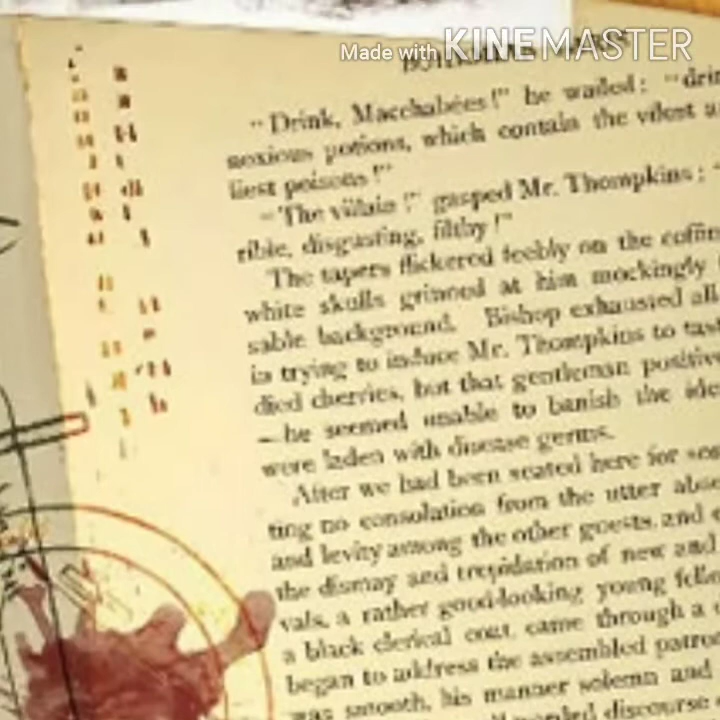 Made with KINEMASTER
"Drink, Macchabées!" he wailed; "drin
noxious potions, which contain the vilest a
liest poisons!"
"The villain!" gasped Mr. Thompkins; "
rible, disgusting, filthy!"
The tapers flickered feebly on the coffin
white skulls grinned at him mockingly
sable background. Bishop exhausted all
in trying to induce Mr. Thompkins to tast
died cherries, but that gentleman positive
—he seemed unable to banish the ide
were laden with disease germs.
After we had been seated here for som
ting no consolation from the utter abse
and levity among the other guests, and
the dismay and trepidation of new and
vals, a rather good-looking young fello
a black clerical coat came through a
began to address the assembled patro
was smooth, his manner solemn and
discourse